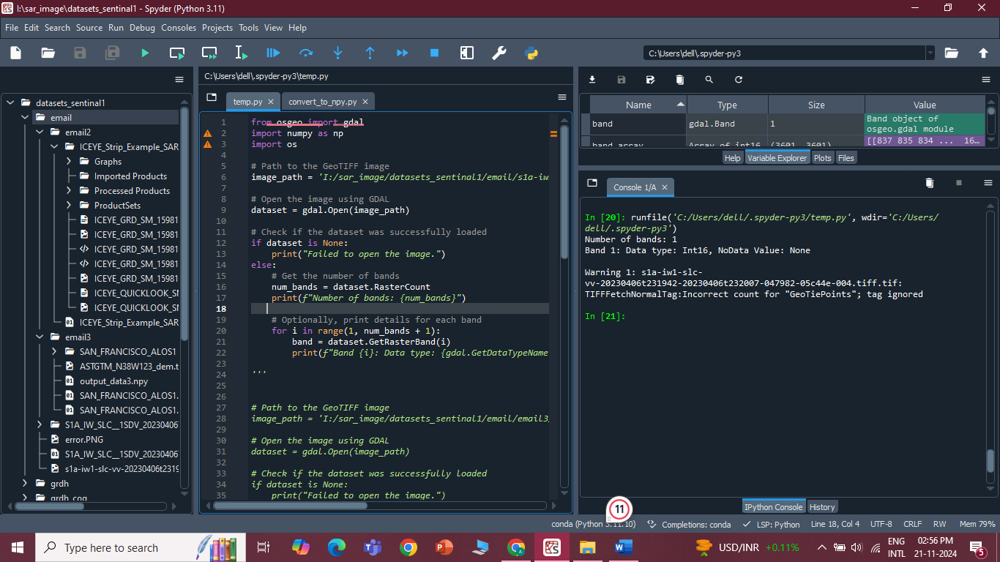 I:\sar_image\datasets_sentinal1 - Spyder (Python 3.11)
File Edit Search Source Run Debug Consoles Projects Tools View Help
C:\Users\dell\.spyder-py3
datasets_sentinal1
email
email2
ICEYE_Strip_Example_SAR
Graphs
Imported Products
Processed Products
ProductSets
ICEYE_GRD_SM_15981
ICEYE_GRD_SM_15981
ICEYE_GRD_SM_15981
ICEYE_GRD_SM_15981
ICEYE_GRD_SM_15981
ICEYE_QUICKLOOK_SM
ICEYE_QUICKLOOK_SM
ICEYE_Strip_Example_SAR
email3
SAN_FRANCISCO_ALOS1
ASTGTM_N38W123_dem.t
output_data3.npy
SAN_FRANCISCO_ALOS1.
SAN_FRANCISCO_ALOS1.
S1A_IW_SLC__1SDV_20230406
error.PNG
S1A_IW_SLC__1SDV_20230406
s1a-iw1-slc-vv-20230406t2319
grdh
grdh_cog
C:\Users\dell\.spyder-py3\temp.py
temp.py convert_to_npy.py
1 from osgeo import gdal
2 import numpy as np
3 import os
4
5 # Path to the GeoTIFF image
6 image_path = 'I:/sar_image/datasets_sentinal1/email/s1a-iw
7
8 # Open the image using GDAL
9 dataset = gdal.Open(image_path)
10
11 # Check if the dataset was successfully loaded
12 if dataset is None:
13 print("Failed to open the image.")
14 else:
15 # Get the number of bands
16 num_bands = dataset.RasterCount
17 print(f"Number of bands: {num_bands}")
18
19 # Optionally, print details for each band
20 for i in range(1, num_bands + 1):
21 band = dataset.GetRasterBand(i)
22 print(f"Band {i}: Data type: {gdal.GetDataTypeName
23
24 '''
25
26
27 # Path to the GeoTIFF image
28 image_path = 'I:/sar_image/datasets_sentinal1/email/email3/
29
30 # Open the image using GDAL
31 dataset = gdal.Open(image_path)
32
33 # Check if the dataset was successfully loaded
34 if dataset is None:
35 print("Failed to open the image.")
Name Type Size Value
band gdal.Band 1 Band object of
osgeo.gdal module
band_array Array of int16 (3601, 3601) [[837 835 834 ... 16…
Help Variable Explorer Plots Files
Console 1/A
In [20]: runfile('C:/Users/dell/.spyder-py3/temp.py', wdir='C:/Users/
dell/.spyder-py3')
Number of bands: 1
Band 1: Data type: Int16, NoData Value: None
Warning 1: s1a-iw1-slc-
vv-20230406t231942-20230406t232007-047982-05c44e-004.tiff.tif:
TIFFFetchNormalTag:Incorrect count for "GeoTiePoints"; tag ignored
In [21]:
IPython Console History
11
conda (Python 3.11.10) Completions: conda LSP: Python Line 18, Col 4 UTF-8 CRLF RW Mem 79%
Type here to search
USD/INR +0.11%
ENG
INTL
02:56 PM
21-11-2024
5